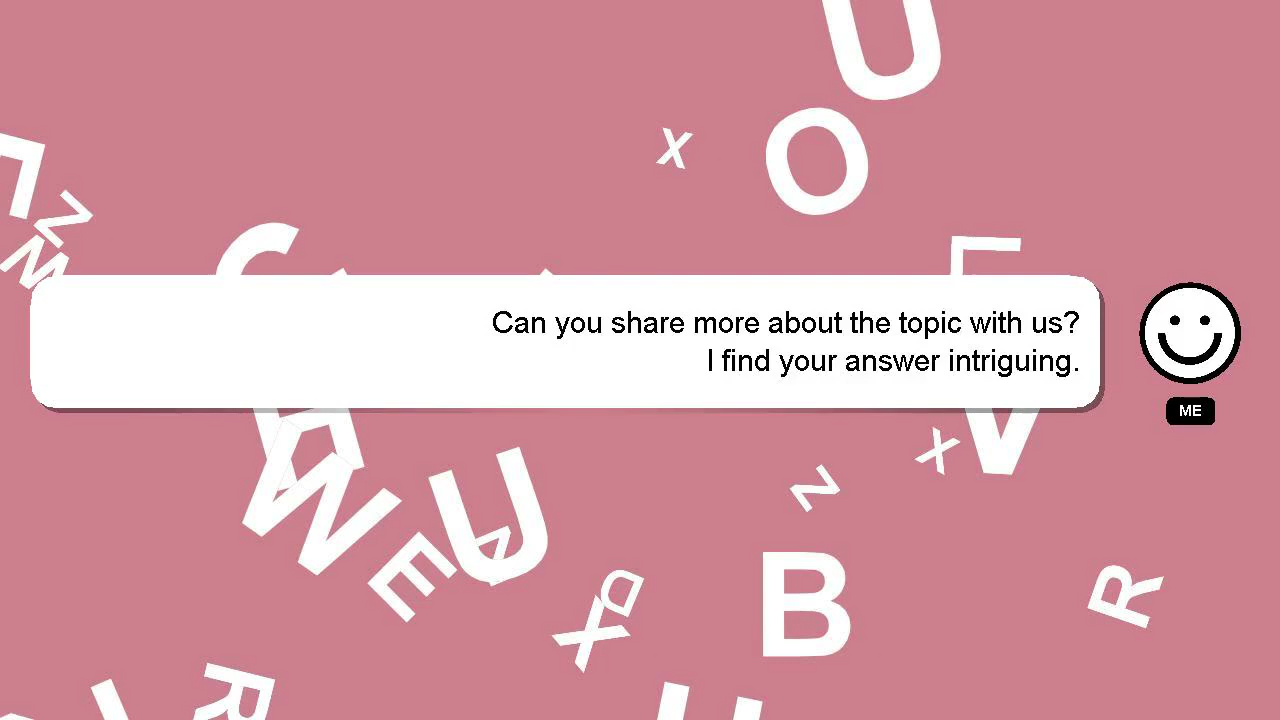 Can you share more about the topic with us?
I find your answer intriguing.
ME
U
O
X
L
Z
M
C
L
V
X
W
U
Z
N
E
A
D
X
B
R
R
U